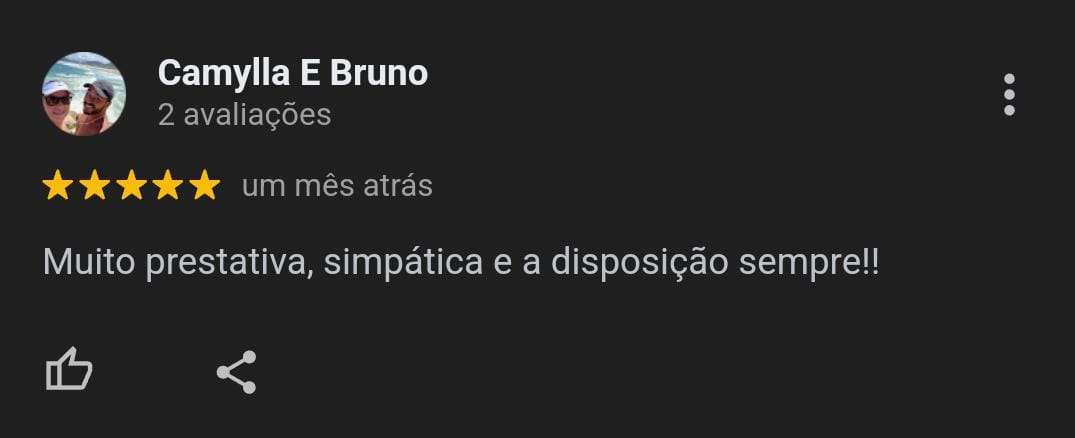 Camylla E Bruno
2 avaliações
um mês atrás
Muito prestativa, simpática e a disposição sempre!!